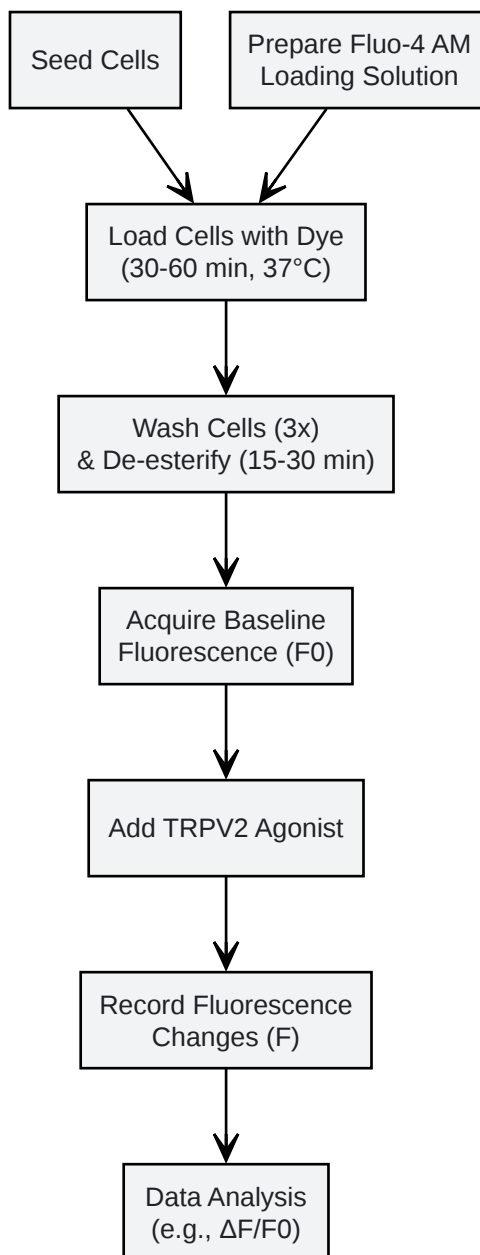 Seed Cells
Prepare Fluo-4 AM
Loading Solution
Load Cells with Dye
(30-60 min, 37°C)
Wash Cells (3x)
& De-esterify (15-30 min)
Acquire Baseline
Fluorescence (F0)
Add TRPV2 Agonist
Record Fluorescence
Changes (F)
Data Analysis
(e.g., ΔF/F0)